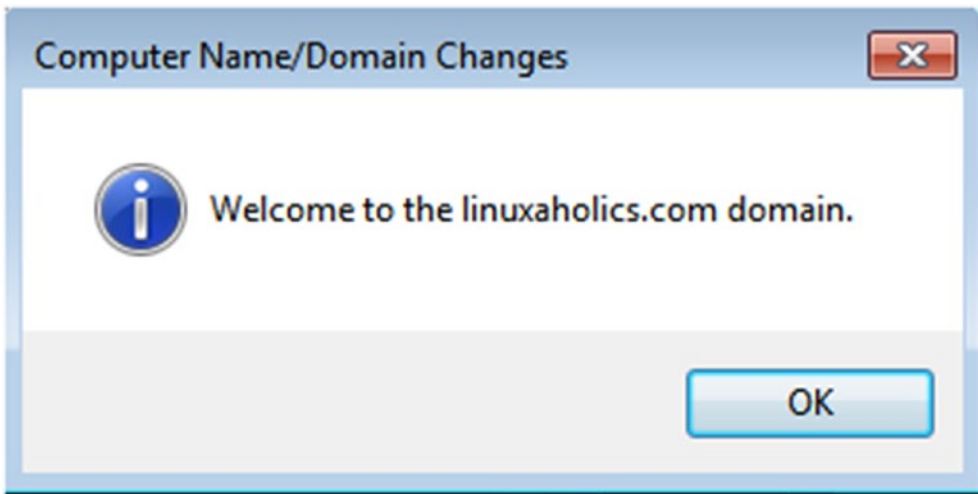 Computer Name/Domain Changes
Welcome to the linuxaholics.com domain.
OK